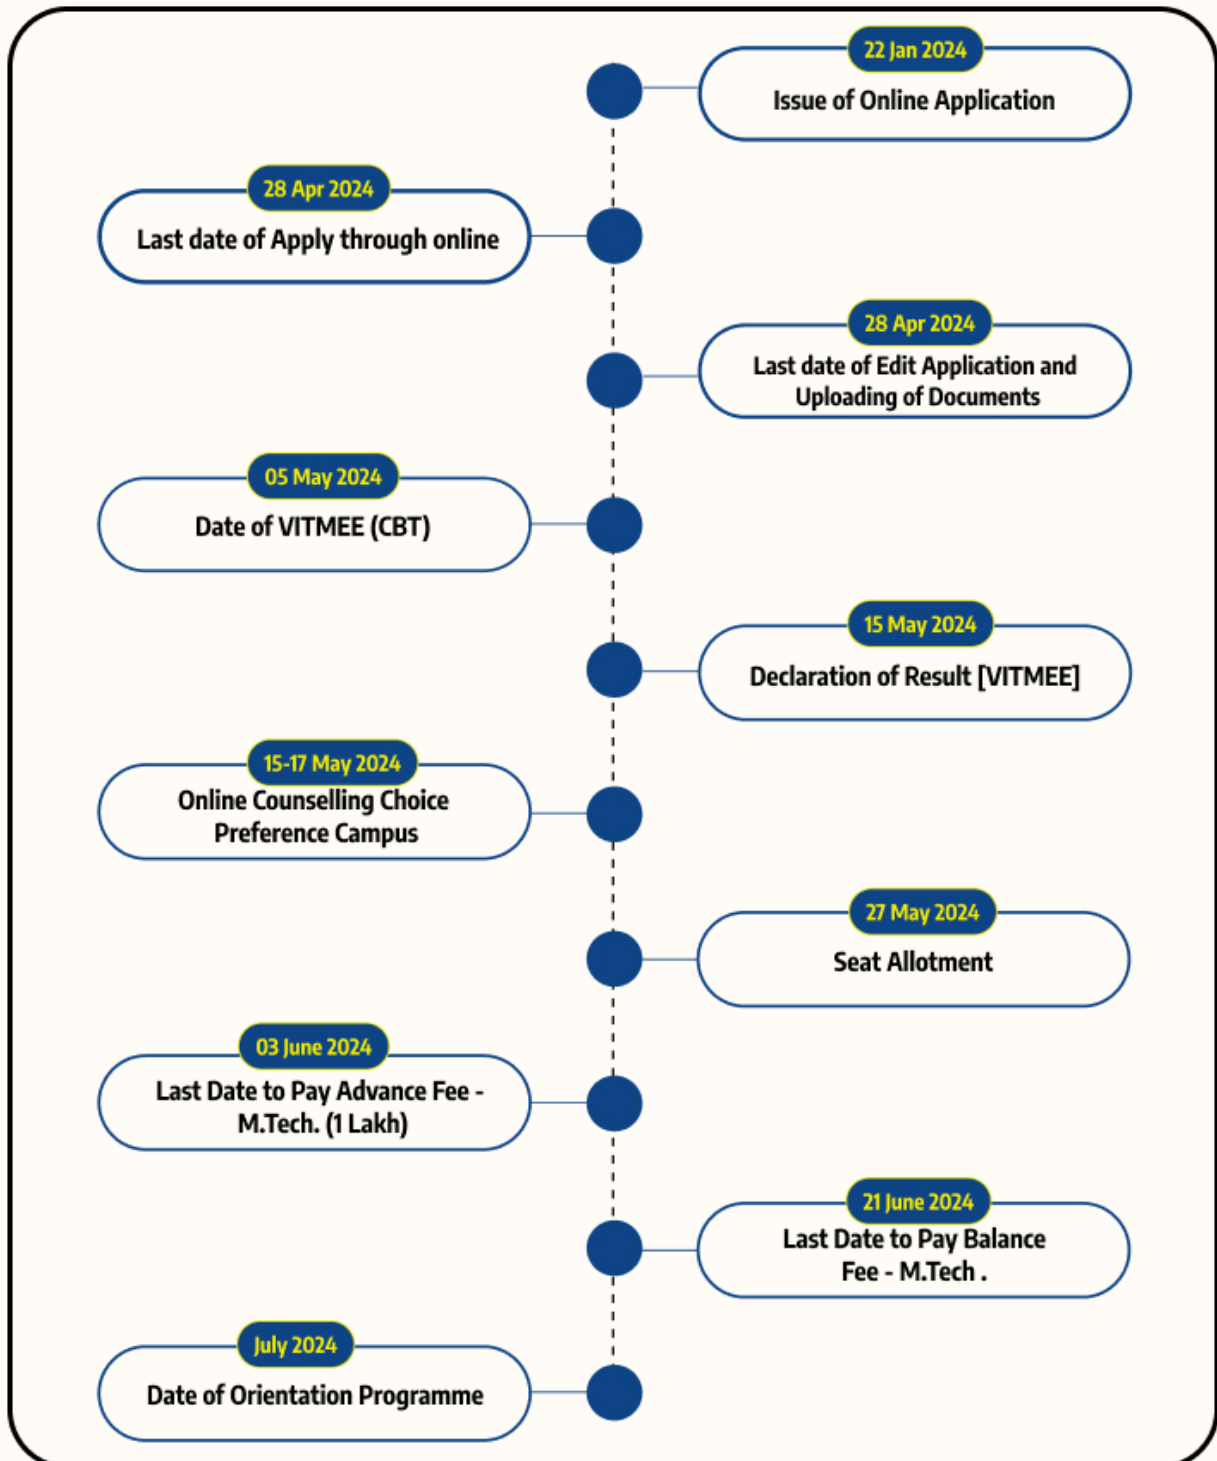 22 Jan 2024
Issue of Online Application
28 Apr 2024
Last date of Apply through online
28 Apr 2024
Last date of Edit Application and
Uploading of Documents
05 May 2024
Date of VITMEE (CBT)
15 May 2024
Declaration of Result [VITMEE]
15-17 May 2024
Online Counselling Choice
Preference Campus
27 May 2024
Seat Allotment
03 June 2024
Last Date to Pay Advance Fee -
M.Tech. (1 Lakh)
21 June 2024
Last Date to Pay Balance
Fee - M.Tech .
July 2024
Date of Orientation Programme